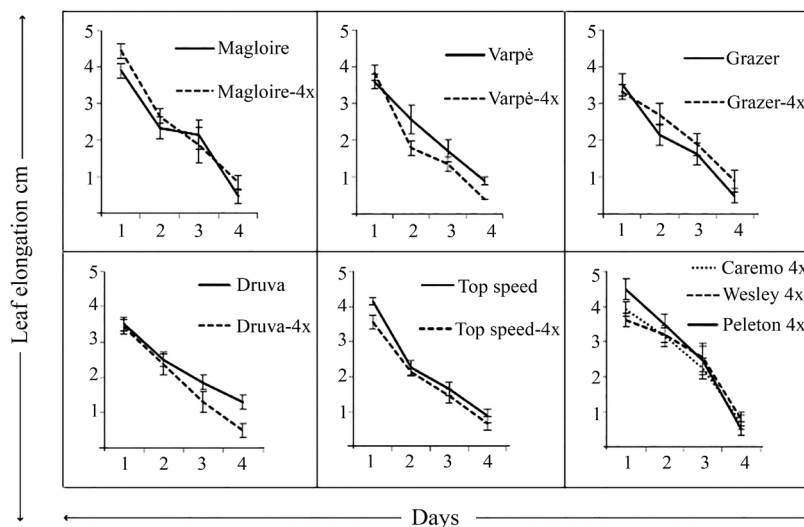 Leaf elongation cm
5
4
3
2
1
1 2 3 4
Magloire
Magloire-4x
5
4
3
2
1
1 2 3 4
Varpė
Varpė-4x
5
4
3
2
1
1 2 3 4
Grazer
Grazer-4x
5
4
3
2
1
1 2 3 4
Druva
Druva-4x
5
4
3
2
1
1 2 3 4
Top speed
Top speed-4x
5
4
3
2
1
1 2 3 4
Caremo 4x
Wesley 4x
Peleton 4x
Days